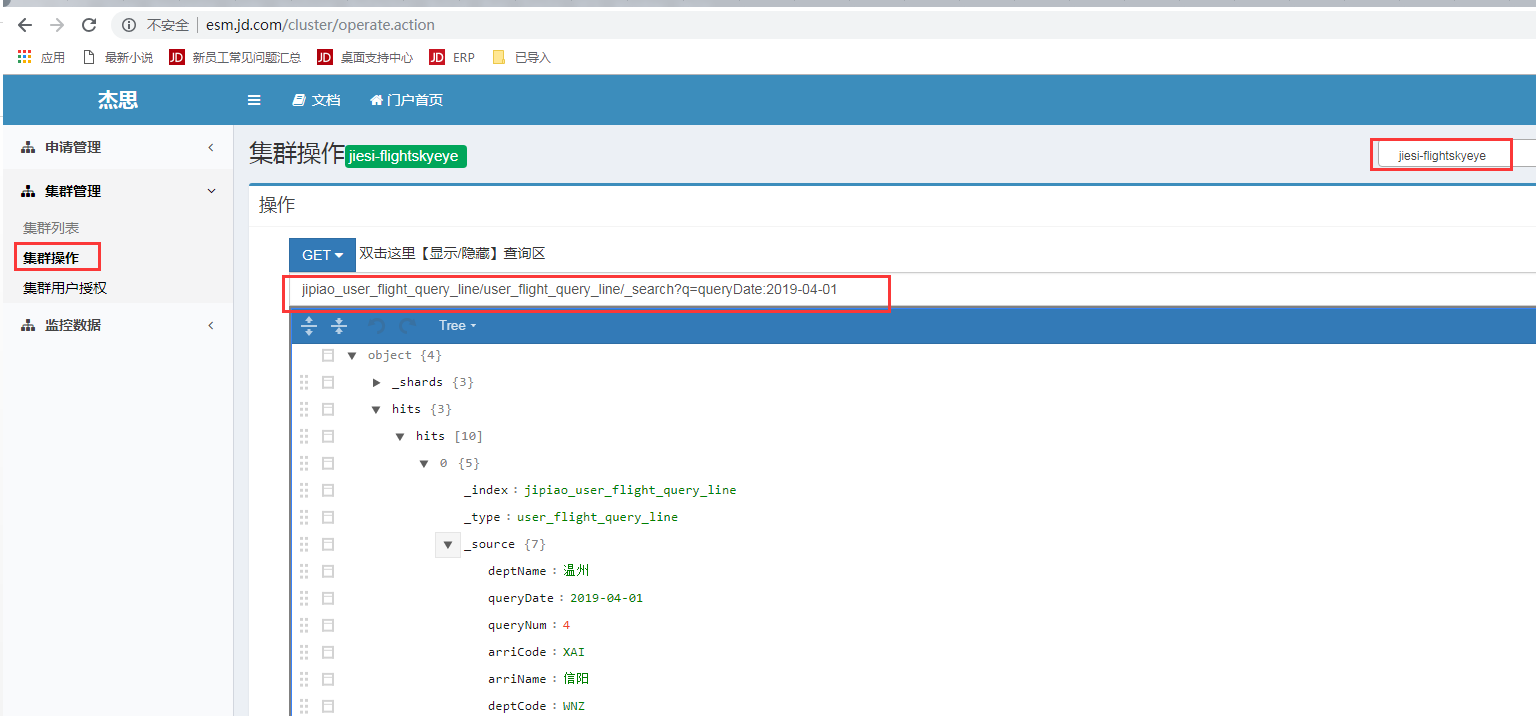 不安全 esm.jd.com/cluster/operate.action
应用 最新小说 JD 新员工常见问题汇总 JD 桌面支持中心 JD ERP 已导入
杰思 文档 门户首页
申请管理
集群管理
集群列表
集群操作
集群用户授权
监控数据
集群操作 jiesi-flightskyeye jiesi-flightskyeye
操作
GET 双击这里【显示/隐藏】查询区
jipiao_user_flight_query_line/user_flight_query_line/_search?q=queryDate:2019-04-01
Tree
object {4}
_shards {3}
hits {3}
hits [10]
0 {5}
_index : jipiao_user_flight_query_line
_type : user_flight_query_line
_source {7}
deptName : 温州
queryDate : 2019-04-01
queryNum : 4
arriCode : XAI
arriName : 信阳
deptCode : WNZ